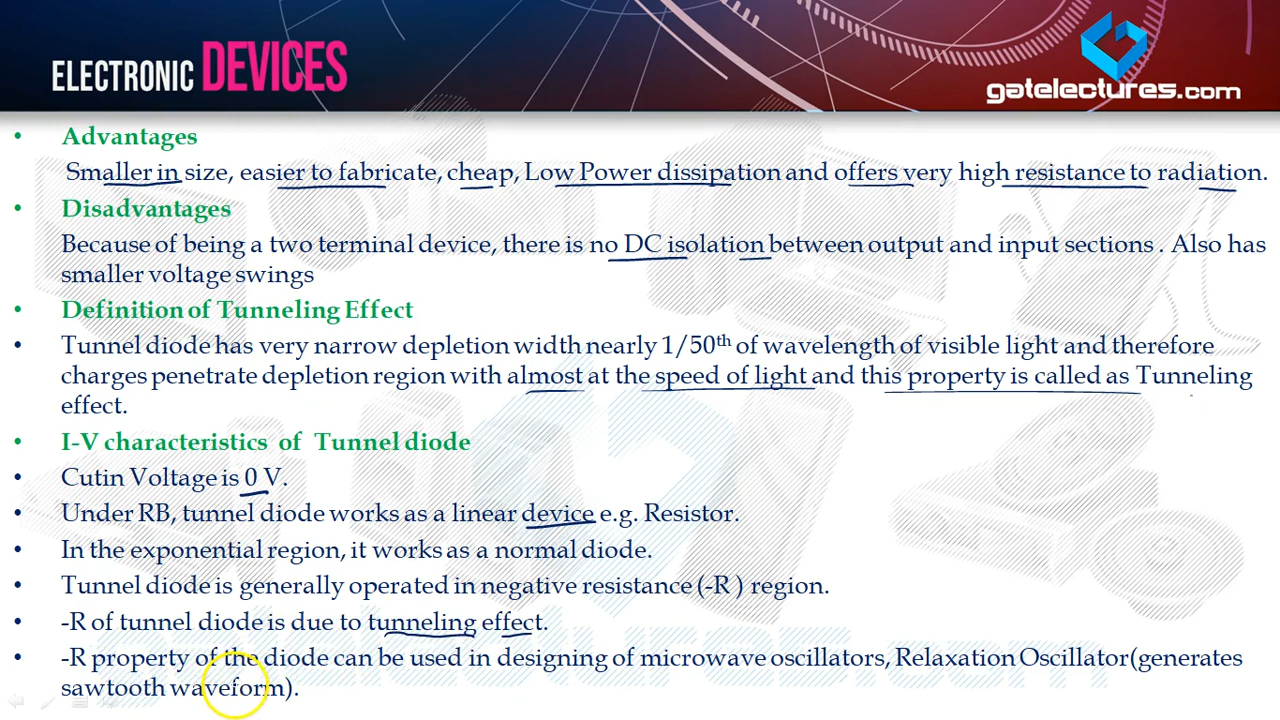 ELECTRONIC DEVICES
gatelectures.com
• Advantages
Smaller in size, easier to fabricate, cheap, Low Power dissipation and offers very high resistance to radiation.
• Disadvantages
Because of being a two terminal device, there is no DC isolation between output and input sections . Also has
smaller voltage swings
• Definition of Tunneling Effect
• Tunnel diode has very narrow depletion width nearly 1/50th of wavelength of visible light and therefore
charges penetrate depletion region with almost at the speed of light and this property is called as Tunneling
effect.
• I-V characteristics of Tunnel diode
• Cutin Voltage is 0 V.
• Under RB, tunnel diode works as a linear device e.g. Resistor.
• In the exponential region, it works as a normal diode.
• Tunnel diode is generally operated in negative resistance (-R ) region.
• -R of tunnel diode is due to tunneling effect.
• -R property of the diode can be used in designing of microwave oscillators, Relaxation Oscillator(generates
sawtooth waveform).